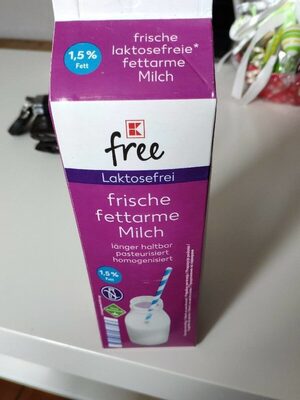 1,5 %
Fett
frische
laktosefreie*
fettarme
Milch
K
free
Laktosefrei
frische
fettarme
Milch
länger haltbar
pasteurisiert
homogenisiert
1,5 %
Fett